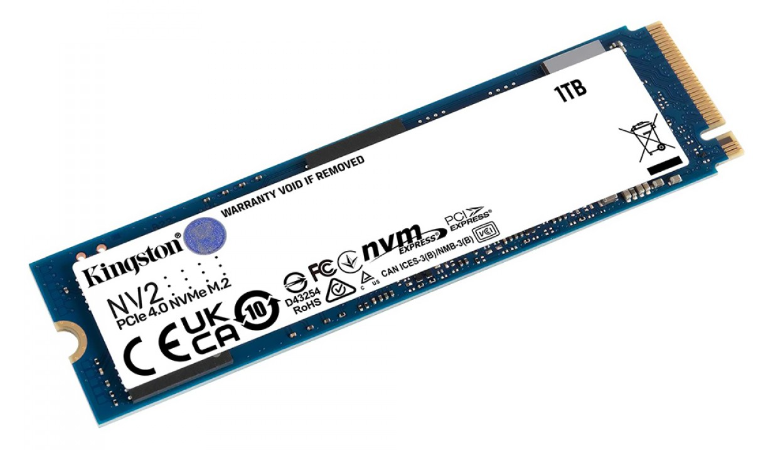 1TB
WARRANTY VOID IF REMOVED
Kingston
NV2
PCIe 4.0 NVMe M.2
CE UK CA 10
D43254
RoHS
FC
c us
nvm EXPRESS®
PCI EXPRESS®
CAN ICES-3(B)/NMB-3(B)